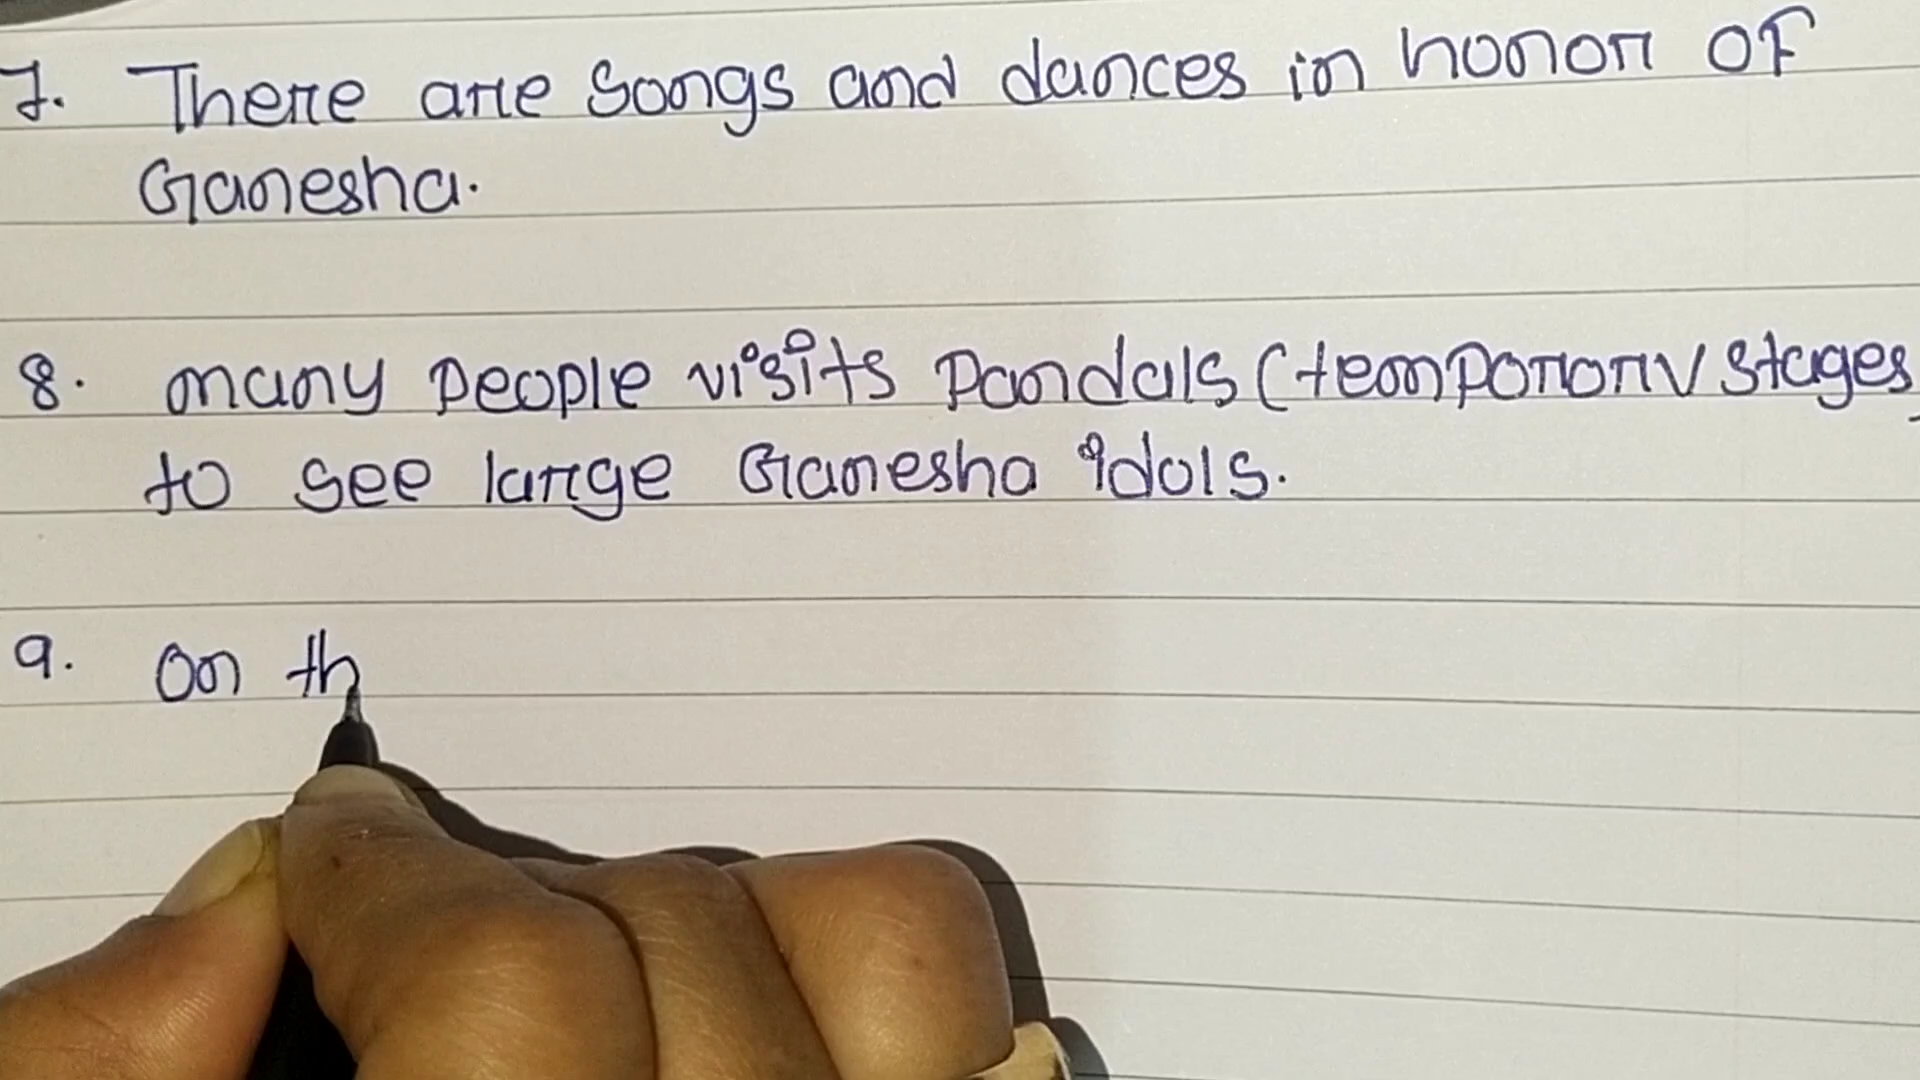 7. There are songs and dances in honor of
Ganesha.
8. many people visits pandals (temporory stages)
to see large Ganesha idols.
9. on th